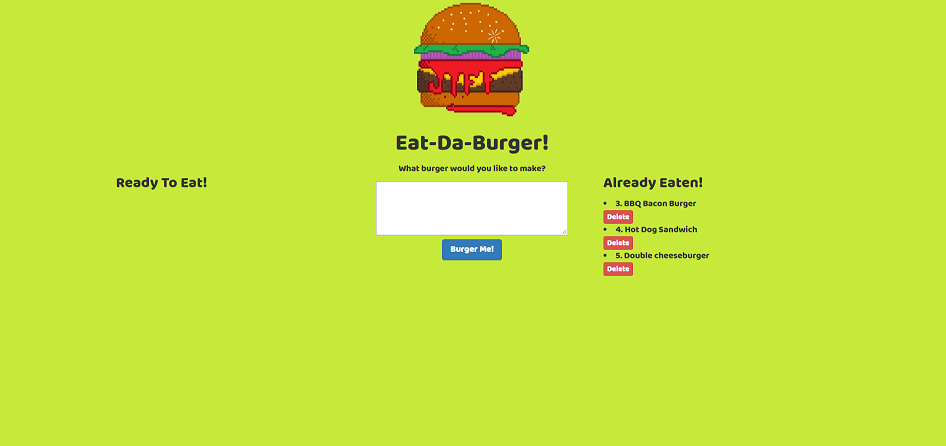 Eat-Da-Burger!
What burger would you like to make?
Burger Me!
Ready To Eat!
Already Eaten!
3. BBQ Bacon Burger
Delete
4. Hot Dog Sandwich
Delete
5. Double cheeseburger
Delete